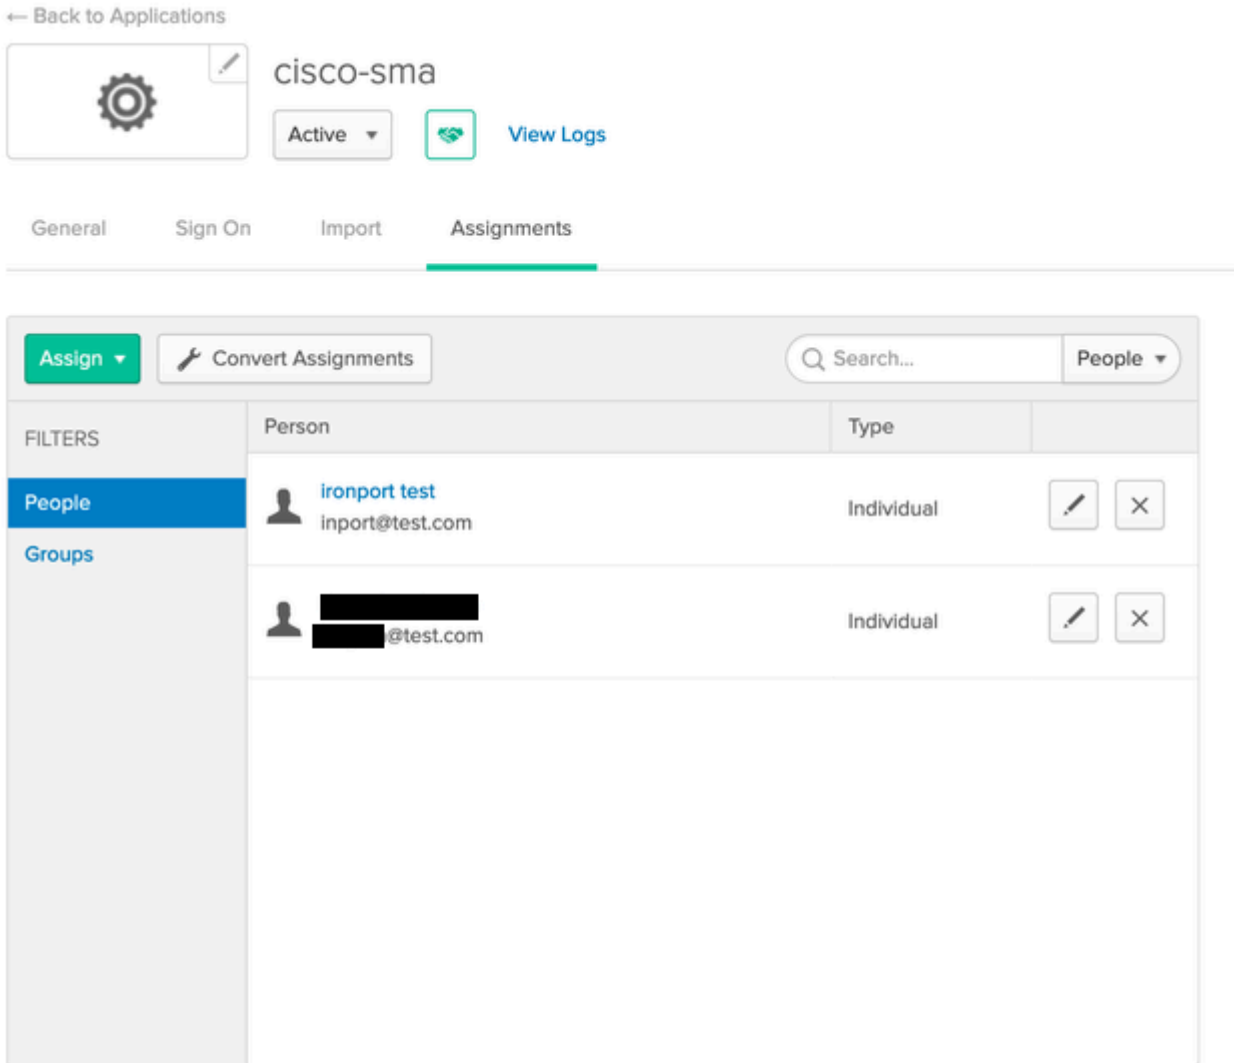 ← Back to Applications
cisco-sma
Active
View Logs
General Sign On Import Assignments
Assign Convert Assignments Search... People
FILTERS
Person Type
People
Groups
ironport test
inport@test.com
Individual
@test.com
Individual